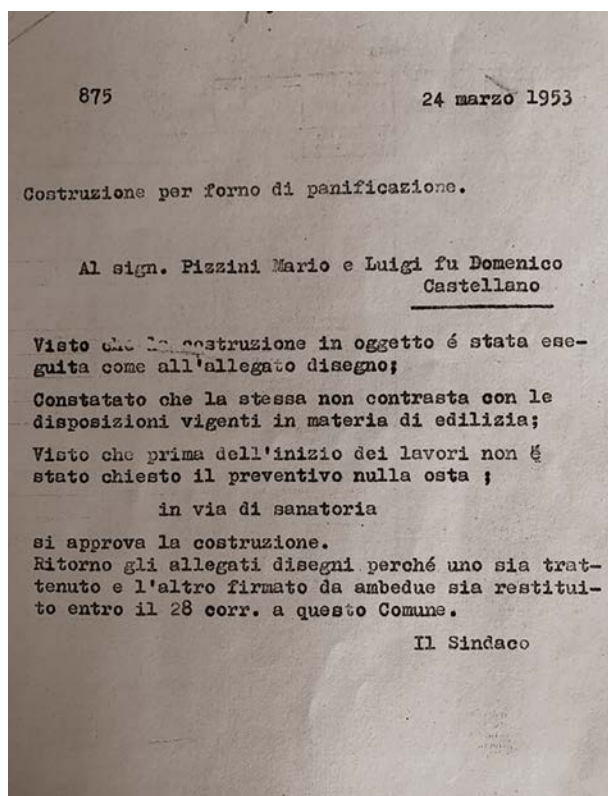 875 24 marzo 1953
Costruzione per forno di panificazione.
Al sign. Pizzini Mario e Luigi fu Domenico
Castellano
Visto che la costruzione in oggetto é stata ese-
guita come all'allegato disegno;
Constatato che la stessa non contrasta con le
disposizioni vigenti in materia di edilizia;
Visto che prima dell'inizio dei lavori non é
stato chiesto il preventivo nulla osta ;
in via di sanatoria
si approva la costruzione.
Ritorno gli allegati disegni perché uno sia trat-
tenuto e l'altro firmato da ambedue sia restitui-
to entro il 28 corr. a questo Comune.
Il Sindaco